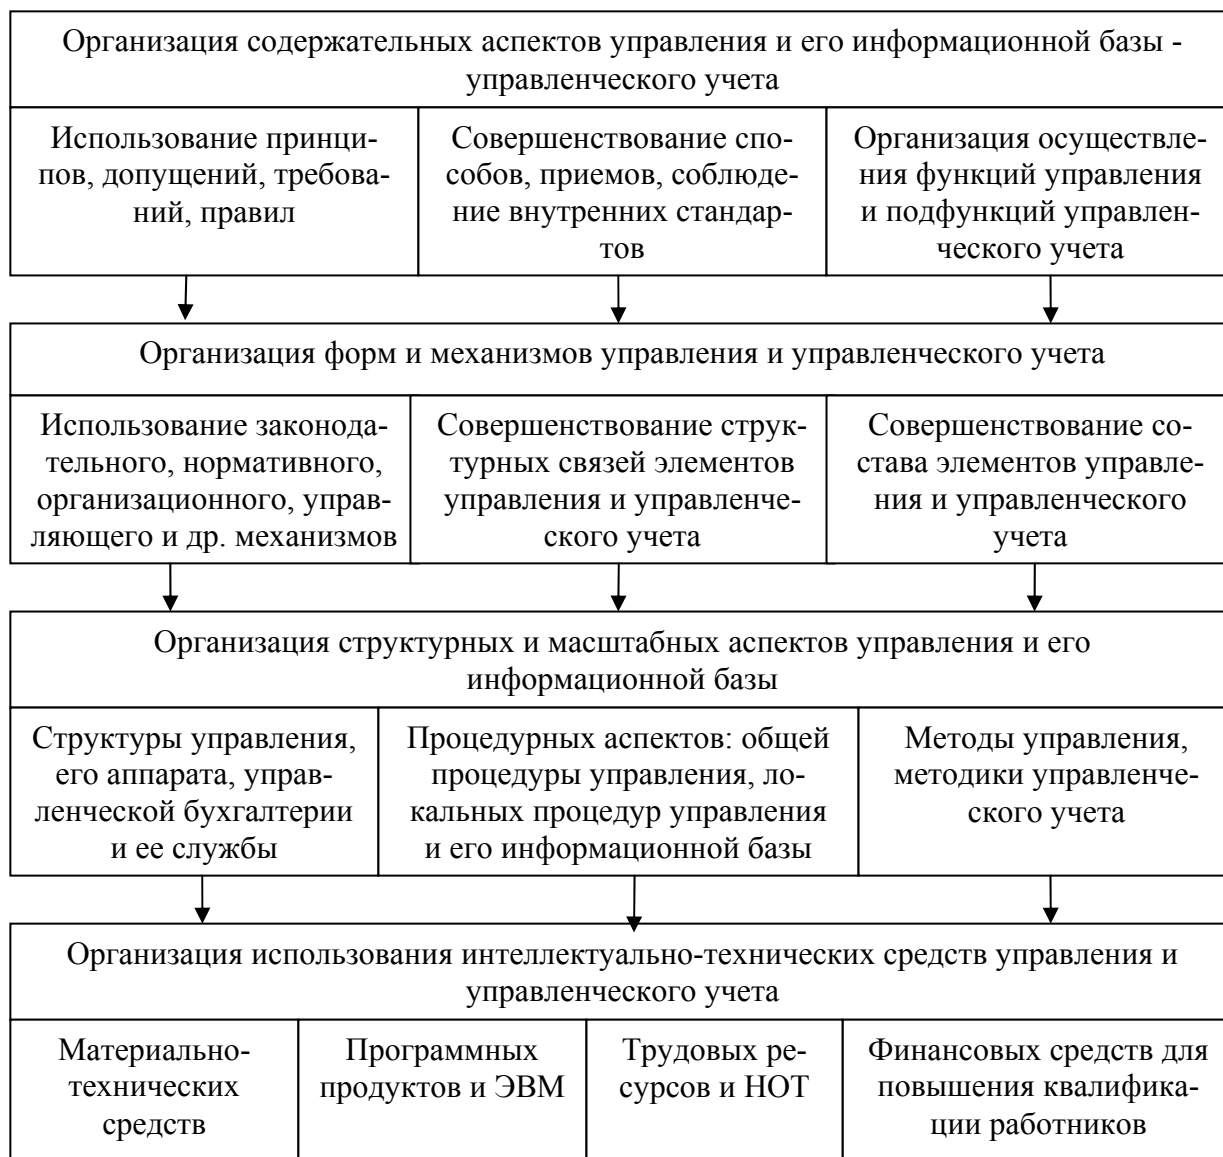 Организация содержательных аспектов управления и его информационной базы -
управленческого учета
Использование принци-
пов, допущений, требова-
ний, правил
Совершенствование спо-
собов, приемов, соблюде-
ние внутренних стандар-
тов
Организация осуществле-
ния функций управления
и подфункций управлен-
ческого учета
Организация форм и механизмов управления и управленческого учета
Использование законода-
тельного, нормативного,
организационного, управ-
ляющего и др. механизмов
Совершенствование струк-
турных связей элементов
управления и управленче-
ского учета
Совершенствование со-
става элементов управле-
ния и управленческого
учета
Организация структурных и масштабных аспектов управления и его
информационной базы
Структуры управления,
его аппарата, управ-
ленческой бухгалтерии
и ее службы
Процедурных аспектов: общей
процедуры управления, ло-
кальных процедур управления
и его информационной базы
Методы управления,
методики управленче-
ского учета
Организация использования интеллектуально-технических средств управления и
управленческого учета
Материально-
технических
средств
Программных
продуктов и ЭВМ
Трудовых ре-
сурсов и НОТ
Финансовых средств для
повышения квалифика-
ции работников